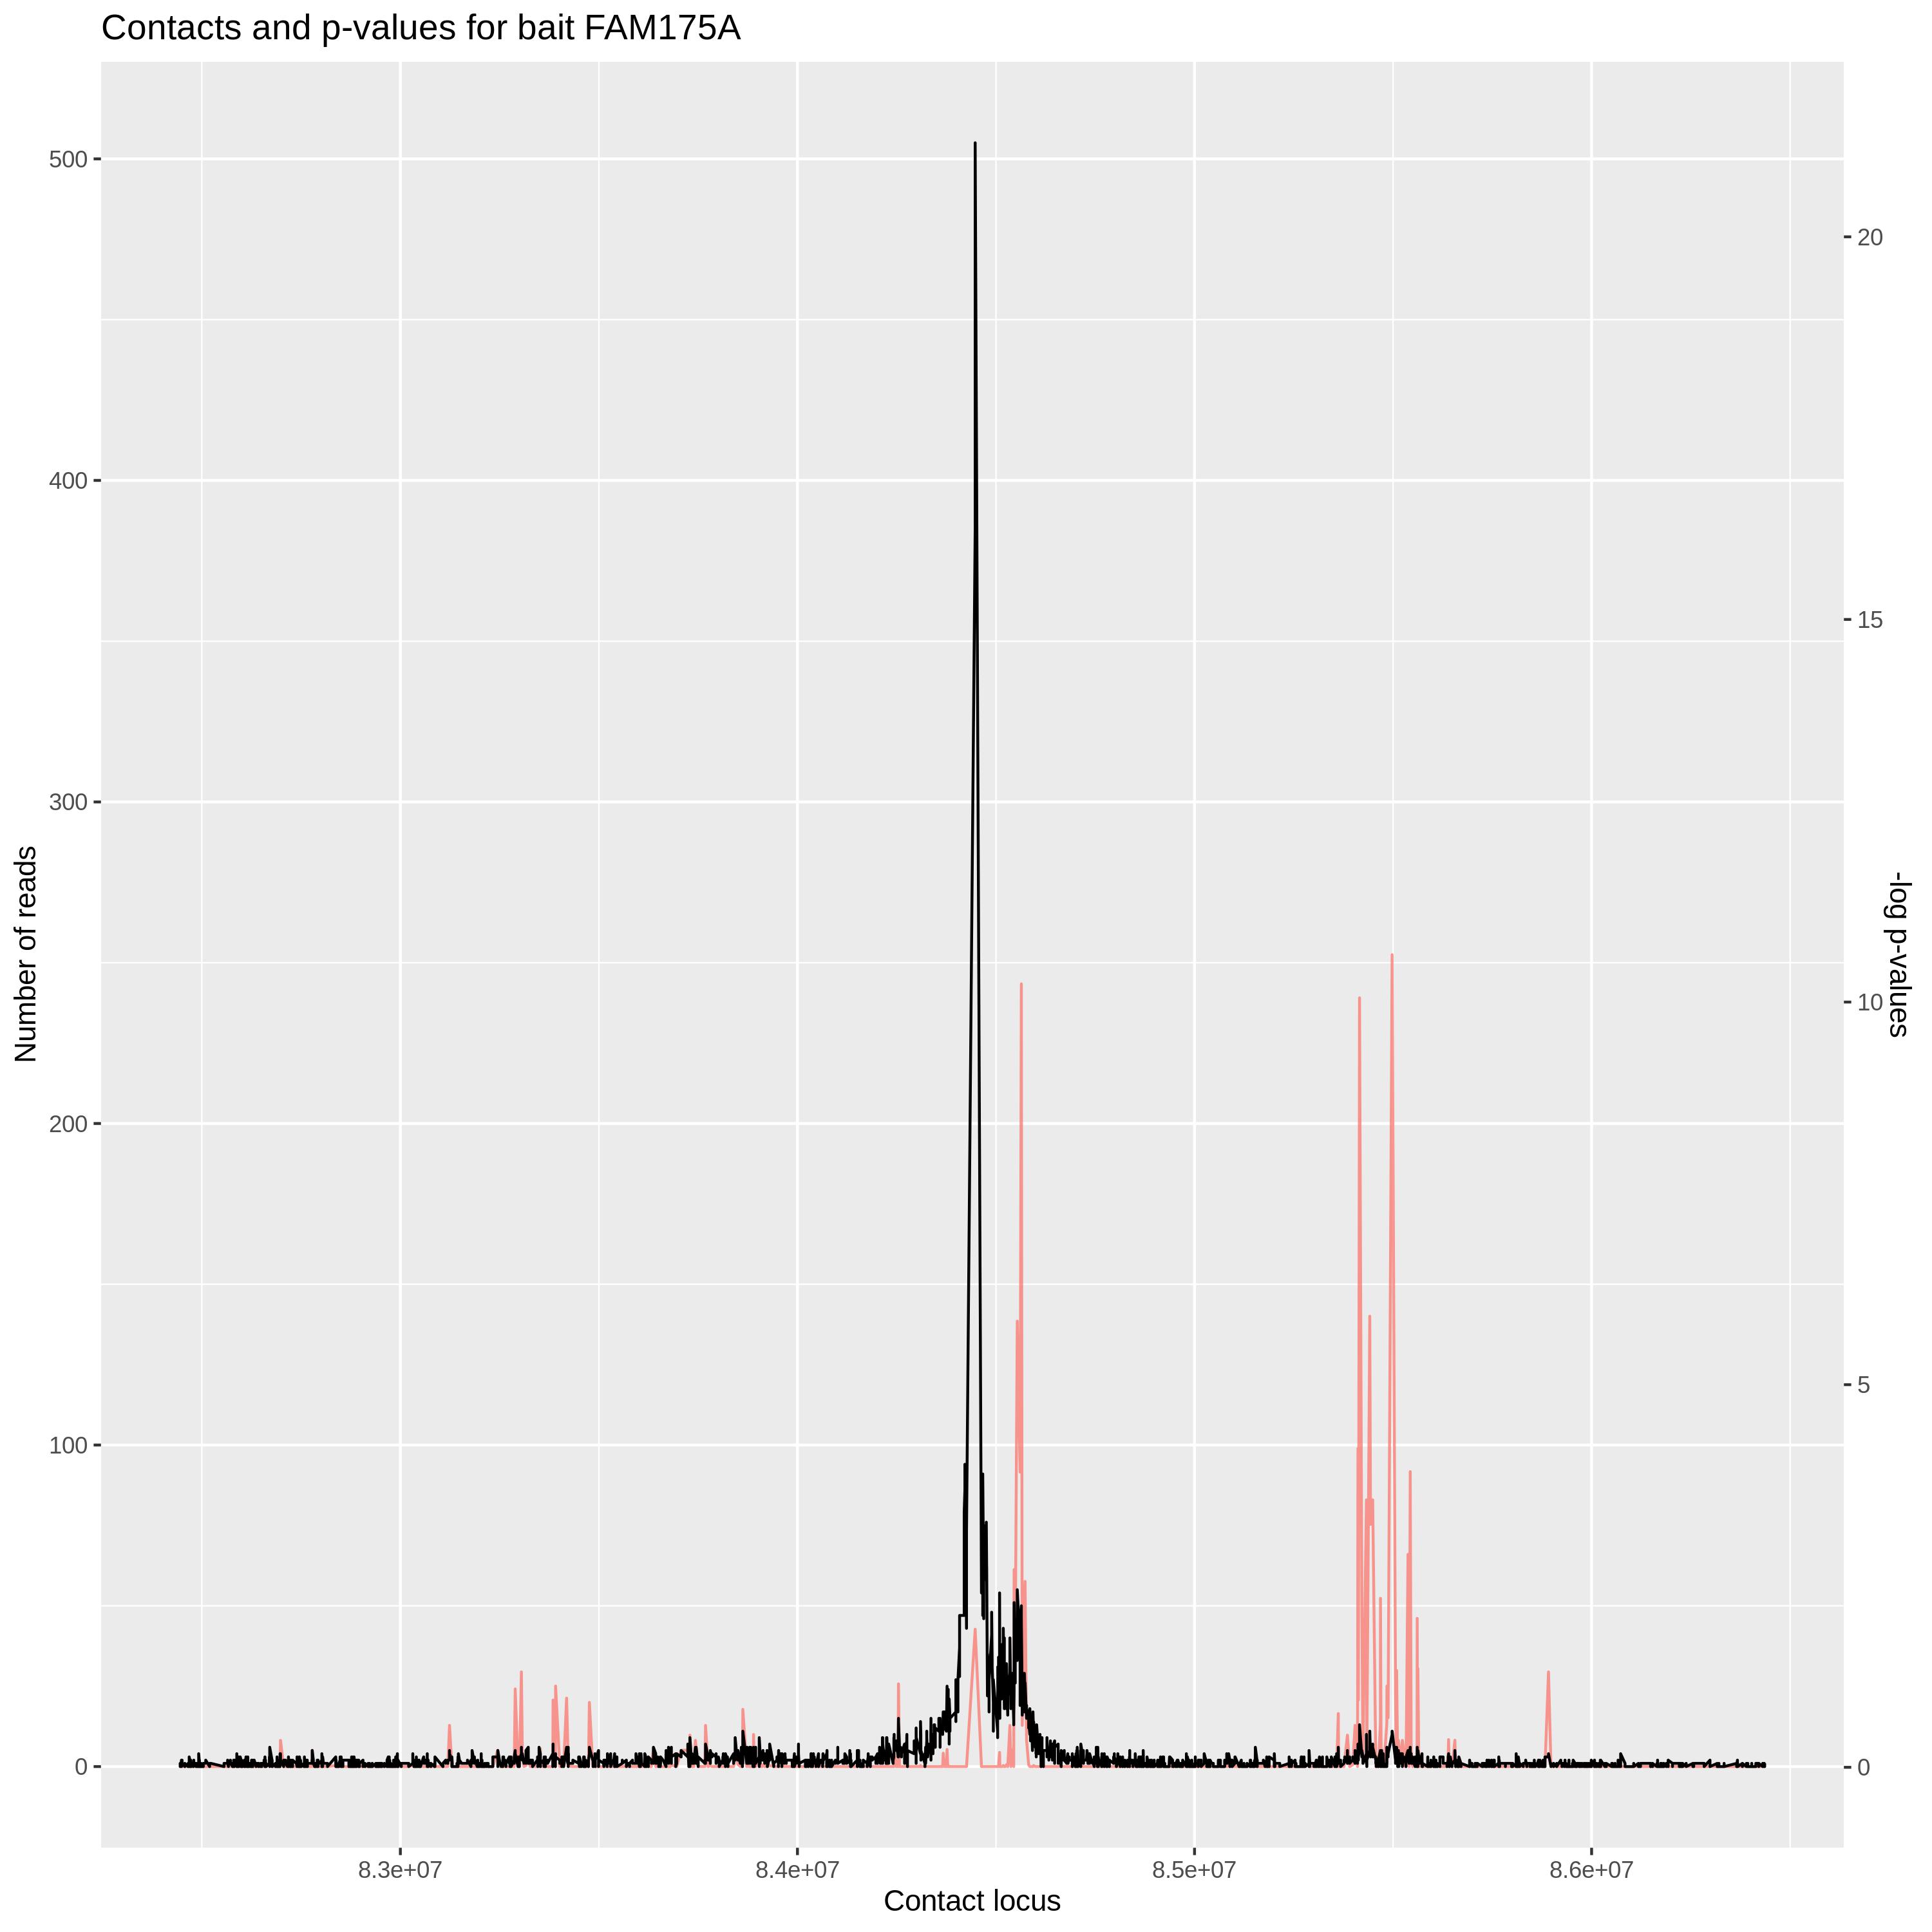 Contacts and p-values for bait FAM175A
500
400
300
200
100
0
Number of reads
20
15
10
5
0
-log p-values
8.3e+07 8.4e+07 8.5e+07 8.6e+07
Contact locus